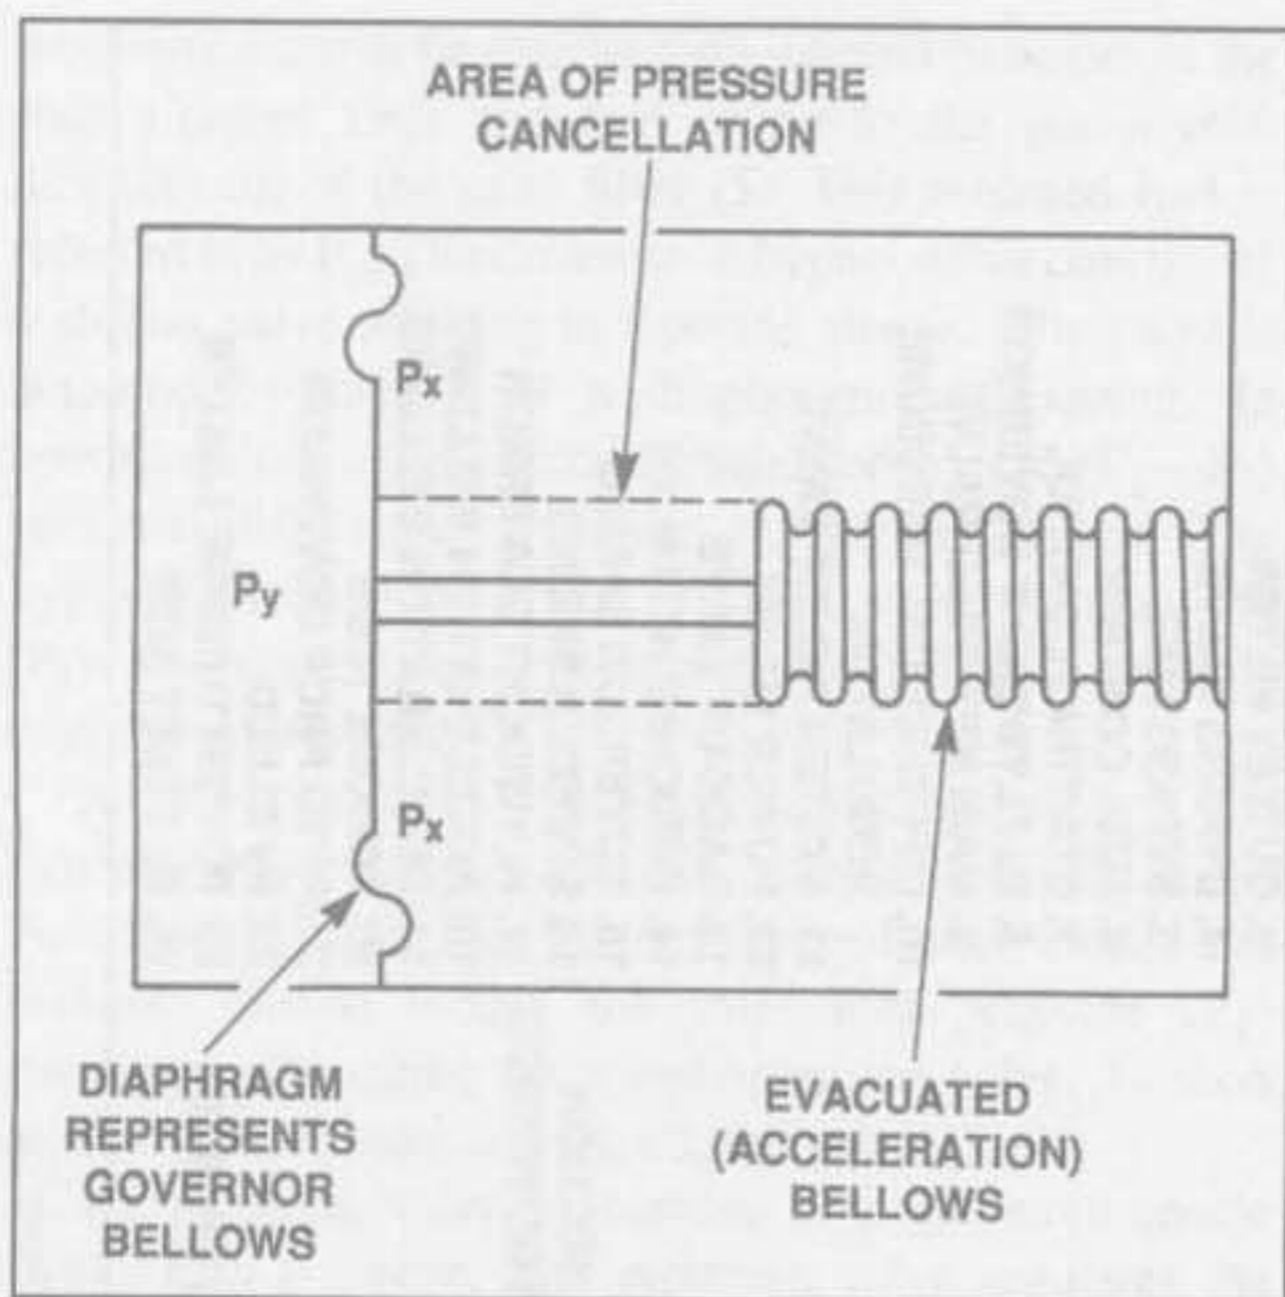 AREA OF PRESSURE
CANCELLATION
Px
Py
Px
DIAPHRAGM
REPRESENTS
GOVERNOR
BELLOWS
EVACUATED
(ACCELERATION)
BELLOWS